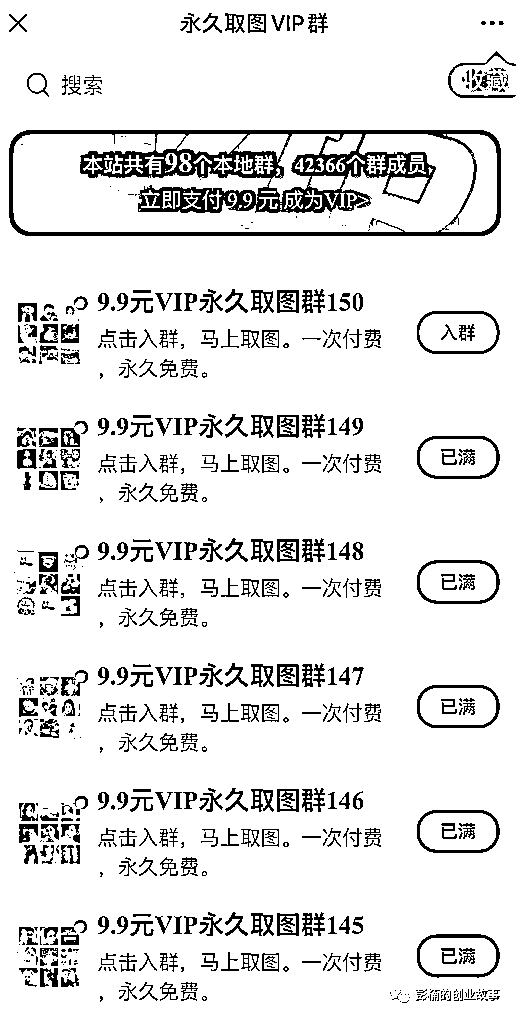 永久取图VIP群
搜索
收藏
本站共有98个本地群，42366个群成员，
立即支付9.9元 成为VIP>
9.9元VIP永久取图群150
点击入群，马上取图。一次付费
，永久免费。
入群
9.9元VIP永久取图群149
点击入群，马上取图。一次付费
，永久免费。
已满
9.9元VIP永久取图群148
点击入群，马上取图。一次付费
，永久免费。
已满
9.9元VIP永久取图群147
点击入群，马上取图。一次付费
，永久免费。
已满
9.9元VIP永久取图群146
点击入群，马上取图。一次付费
，永久免费。
已满
9.9元VIP永久取图群145
点击入群，马上取图。一次付费
，永久免费。
已满
彭楠的创业故事